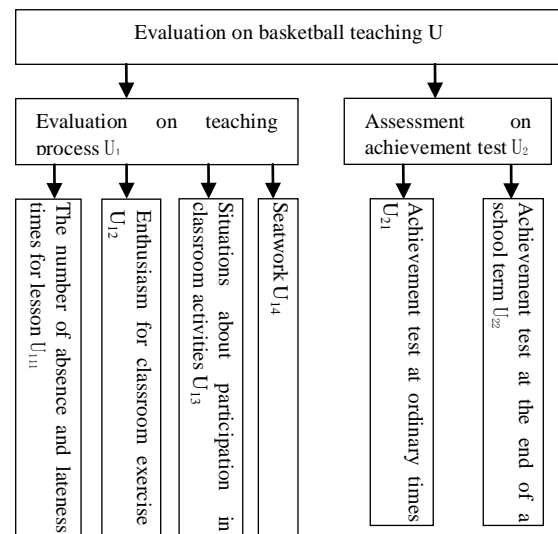 Evaluation on basketball teaching U
Evaluation on teaching
process U₁
Assessment on
achievement test U₂
The number of absence and lateness
times for lesson U₁₁₁
Enthusiasm for classroom exercise
U₁₂
Situations about participation in
classroom activities U₁₃
Seatwork U₁₄
Achievement test at ordinary times
U₂₁
Achievement test at the end of a
school term U₂₂